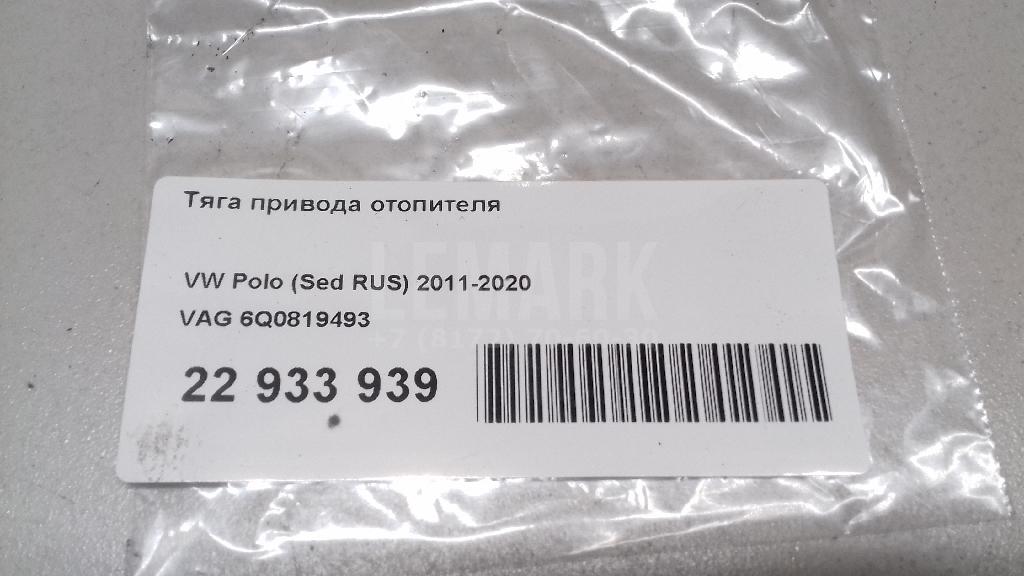 Тяга привода отопителя
LEMARK
VW Polo (Sed RUS) 2011-2020
VAG 6Q0819493
22 933 939